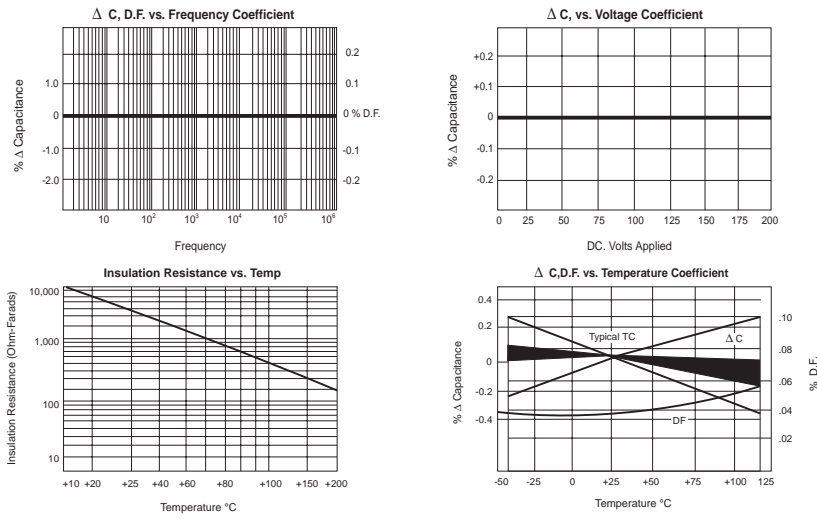 Δ C, D.F. vs. Frequency Coefficient
% Δ Capacitance
1.0
0
-1.0
-2.0
0.2
0.1
0 % D.F.
-0.1
-0.2
10 10² 10³ 10⁴ 10⁵ 10⁶
Frequency
Δ C, vs. Voltage Coefficient
% Δ Capacitance
+0.2
+0.1
0
-0.1
-0.2
0 25 50 75 100 125 150 175 200
DC. Volts Applied
Insulation Resistance vs. Temp
Insulation Resistance (Ohm-Farads)
10,000
1,000
100
10
+10 +20 +25 +40 +60 +80 +100 +150 +200
Temperature °C
Δ C,D.F. vs. Temperature Coefficient
% Δ Capacitance
0.4
0.2
0
-0.2
-0.4
Typical TC
Δ C
DF
.10
.08
.06
.04
.02
% D.F.
-50 -25 0 +25 +50 +75 +100 125
Temperature °C